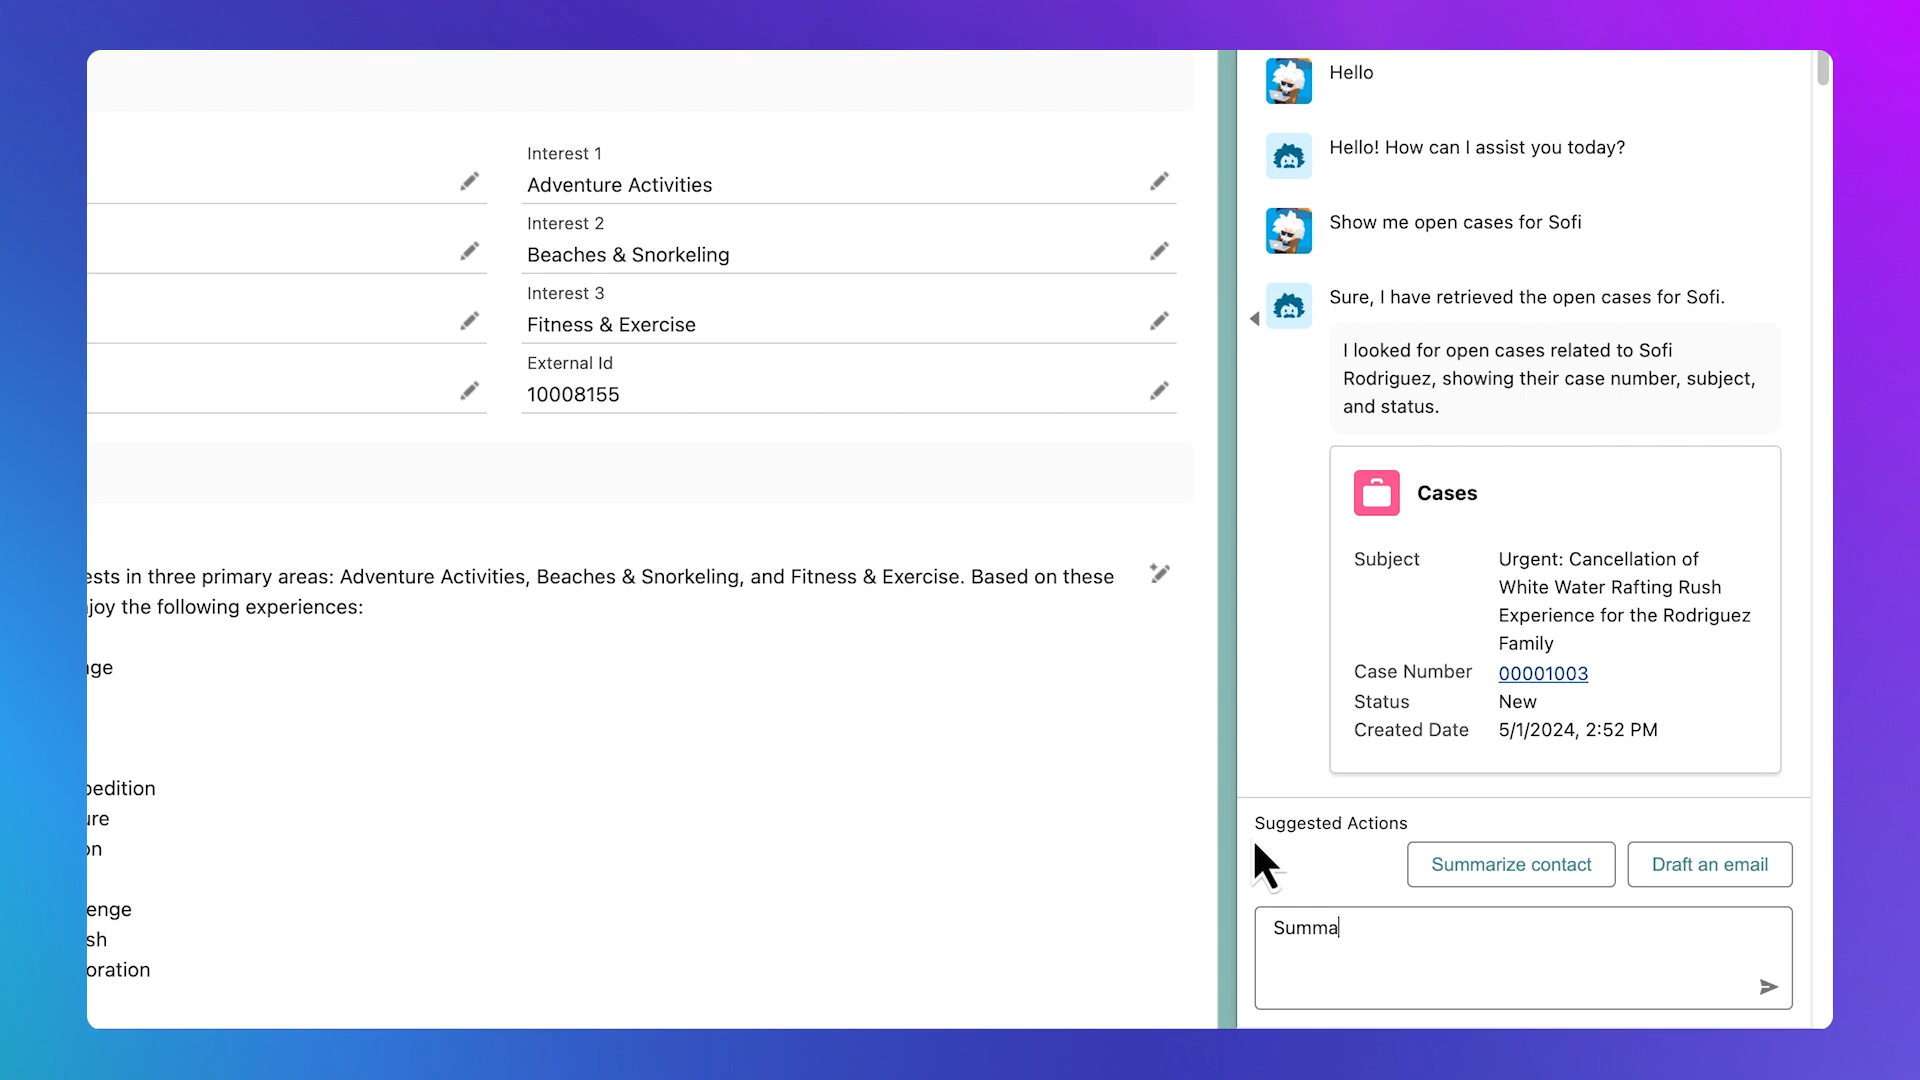 Interest 1
Adventure Activities
Interest 2
Beaches & Snorkeling
Interest 3
Fitness & Exercise
External Id
10008155
ests in three primary areas: Adventure Activities, Beaches & Snorkeling, and Fitness & Exercise. Based on these
joy the following experiences:
nge
pedition
ure
on
enge
sh
oration
Hello
Hello! How can I assist you today?
Show me open cases for Sofi
Sure, I have retrieved the open cases for Sofi.
I looked for open cases related to Sofi
Rodriguez, showing their case number, subject,
and status.
Cases
Subject Urgent: Cancellation of
White Water Rafting Rush
Experience for the Rodriguez
Family
Case Number 00001003
Status New
Created Date 5/1/2024, 2:52 PM
Suggested Actions
Summarize contact Draft an email
Summa